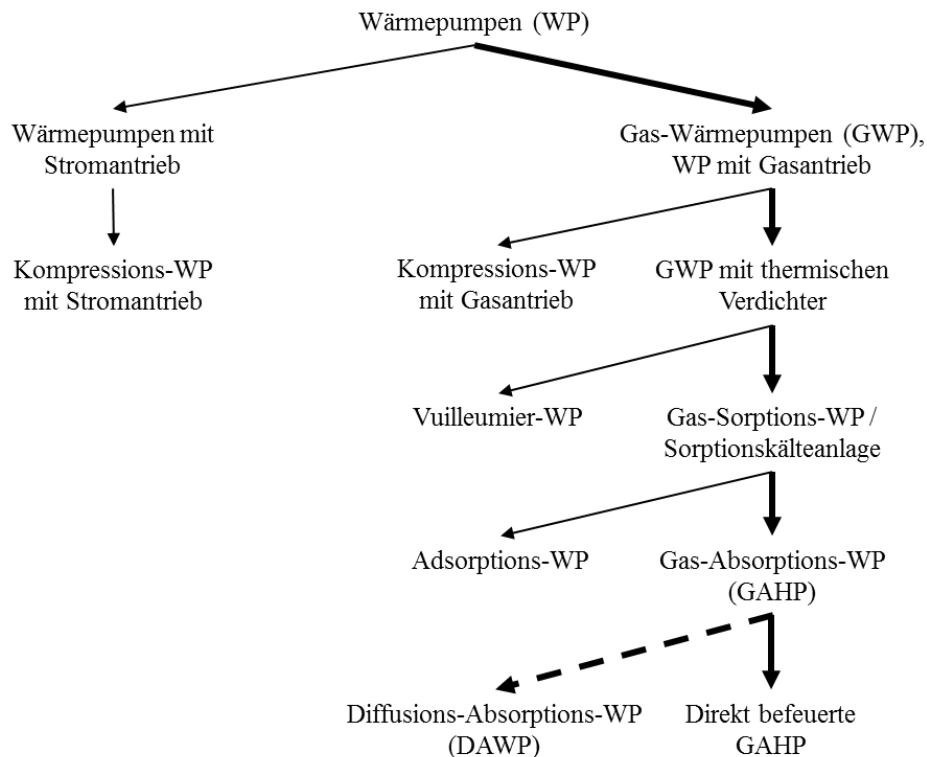 Wärmepumpen (WP)
Wärmepumpen mit
Stromantrieb
Gas-Wärmepumpen (GWP),
WP mit Gasantrieb
Kompressions-WP
mit Stromantrieb
Kompressions-WP
mit Gasantrieb
GWP mit thermischen
Verdichter
Vuilleumier-WP
Gas-Sorptions-WP /
Sorptionskälteanlage
Adsorptions-WP
Gas-Absorptions-WP
(GAHP)
Diffusions-Absorptions-WP
(DAWP)
Direkt befeuerte
GAHP